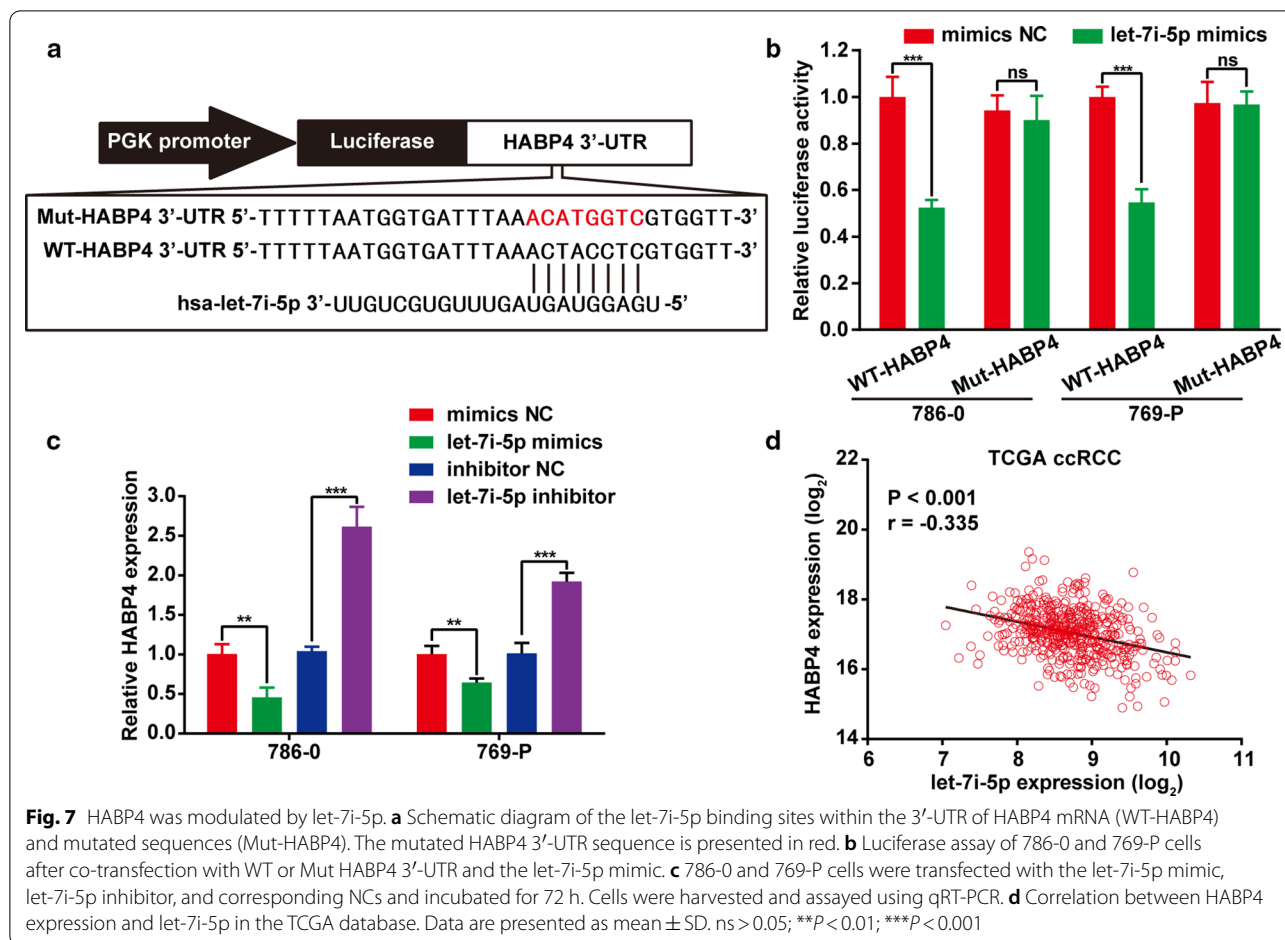 a
PGK promoter
Luciferase
HABP4 3’-UTR
Mut-HABP4 3’-UTR 5’-TTTTTAATGGTGATTTAAACATGGTCGTGGTT-3’
WT-HABP4 3’-UTR 5’-TTTTTAATGGTGATTTAAACTACCTCGTGGTT-3’
hsa-let-7i-5p 3’-UUGUCGUGUUUGAUGAUGGAGU-5’
b
mimics NC
let-7i-5p mimics
Relative luciferase activity
1.2
1.0
0.8
0.6
0.4
0.2
0.0
***
ns
***
ns
WT-HABP4
Mut-HABP4
WT-HABP4
Mut-HABP4
786-0
769-P
c
mimics NC
let-7i-5p mimics
inhibitor NC
let-7i-5p inhibitor
Relative HABP4 expression
3.0
2.5
2.0
1.5
1.0
0.5
0.0
**
***
**
***
786-0
769-P
d
TCGA ccRCC
P < 0.001
r = -0.335
HABP4 expression (log₂)
22
20
18
16
14
6
7
8
9
10
11
let-7i-5p expression (log₂)
Fig. 7 HABP4 was modulated by let-7i-5p. a Schematic diagram of the let-7i-5p binding sites within the 3′-UTR of HABP4 mRNA (WT-HABP4)
and mutated sequences (Mut-HABP4). The mutated HABP4 3′-UTR sequence is presented in red. b Luciferase assay of 786-0 and 769-P cells
after co-transfection with WT or Mut HABP4 3′-UTR and the let-7i-5p mimic. c 786-0 and 769-P cells were transfected with the let-7i-5p mimic,
let-7i-5p inhibitor, and corresponding NCs and incubated for 72 h. Cells were harvested and assayed using qRT-PCR. d Correlation between HABP4
expression and let-7i-5p in the TCGA database. Data are presented as mean ± SD. ns > 0.05; **P < 0.01; ***P < 0.001